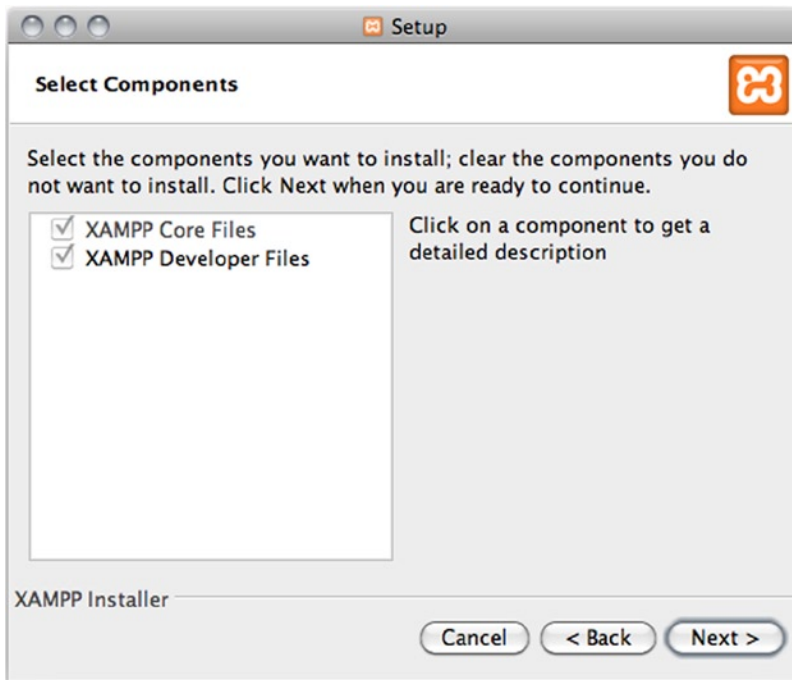 Setup
Select Components
Select the components you want to install; clear the components you do
not want to install. Click Next when you are ready to continue.
XAMPP Core Files
XAMPP Developer Files
Click on a component to get a
detailed description
XAMPP Installer
Cancel
< Back
Next >